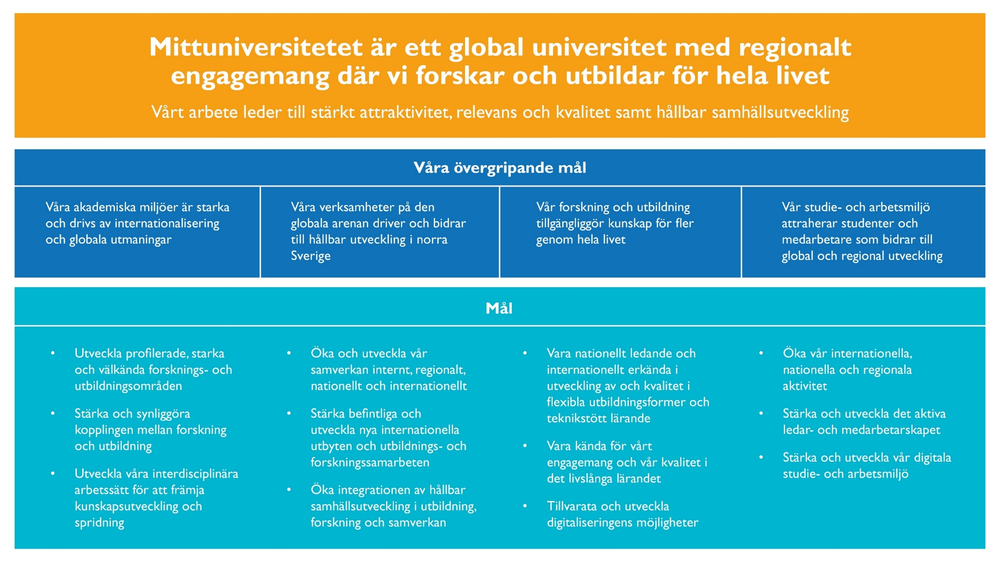 Mittuniversitetet är ett global universitet med regionalt
engagemang där vi forskar och utbildar för hela livet
Vårt arbete leder till stärkt attraktivitet, relevans och kvalitet samt hållbar samhällsutveckling
Våra övergripande mål
Våra akademiska miljöer är starka
och drivs av internationalisering
och globala utmaningar
Våra verksamheter på den
globala arenan driver och bidrar
till hållbar utveckling i norra
Sverige
Vår forskning och utbildning
tillgängliggör kunskap för fler
genom hela livet
Vår studie- och arbetsmiljö
attraherar studenter och
medarbetare som bidrar till
global och regional utveckling
Mål
• Utveckla profilerade, starka
och välkända forsknings- och
utbildningsområden
• Stärka och synliggöra
kopplingen mellan forskning
och utbildning
• Utveckla våra interdisciplinära
arbetssätt för att främja
kunskapsutveckling och
spridning
• Öka och utveckla vår
samverkan internt, regionalt,
nationellt och internationellt
• Stärka befintliga och
utveckla nya internationella
utbyten och utbildnings- och
forskningssamarbeten
• Öka integrationen av hållbar
samhällsutveckling i utbildning,
forskning och samverkan
• Vara nationellt ledande och
internationellt erkända i
utveckling av och kvalitet i
flexibla utbildningsformer och
teknikstött lärande
• Vara kända för vårt
engagemang och vår kvalitet i
det livslånga lärandet
• Tillvarata och utveckla
digitaliseringens möjligheter
• Öka vår internationella,
nationella och regionala
aktivitet
• Stärka och utveckla det aktiva
ledar- och medarbetarskapet
• Stärka och utveckla vår digitala
studie- och arbetsmiljö